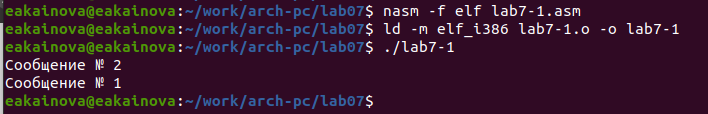 eakainova@eakainova:~/work/arch-pc/lab07$ nasm -f elf lab7-1.asm
eakainova@eakainova:~/work/arch-pc/lab07$ ld -m elf_i386 lab7-1.o -o lab7-1
eakainova@eakainova:~/work/arch-pc/lab07$ ./lab7-1
Сообщение № 2
Сообщение № 1
eakainova@eakainova:~/work/arch-pc/lab07$